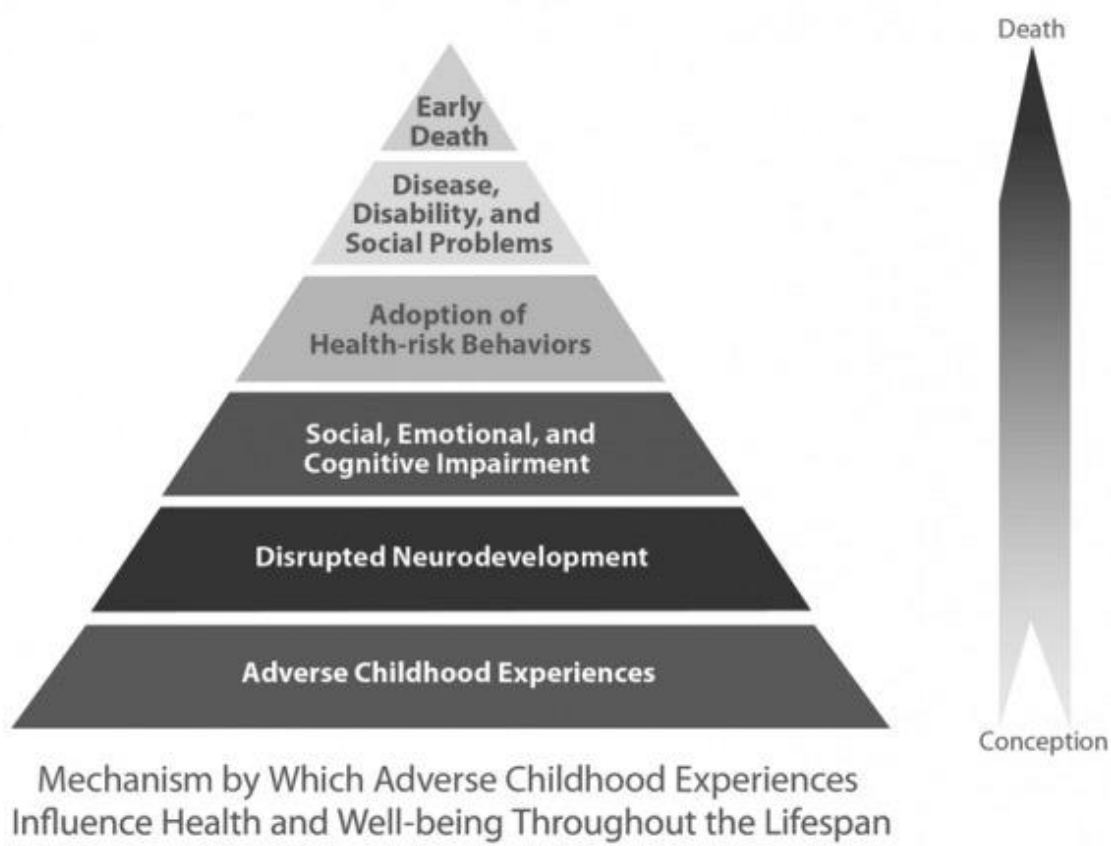 Death
Early
Death
Disease,
Disability, and
Social Problems
Adoption of
Health-risk Behaviors
Social, Emotional, and
Cognitive Impairment
Disrupted Neurodevelopment
Adverse Childhood Experiences
Conception
Mechanism by Which Adverse Childhood Experiences
Influence Health and Well-being Throughout the Lifespan